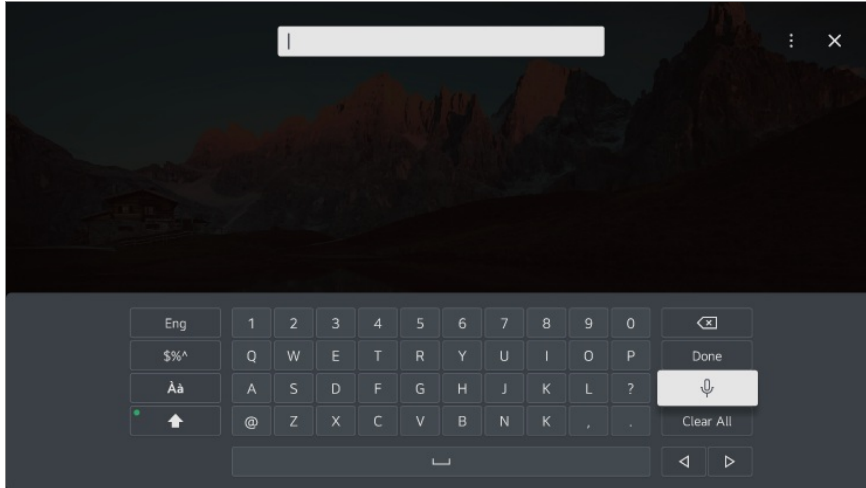 Eng 1 2 3 4 5 6 7 8 9 0
$%^ Q W E T R Y U I O P Done
Àà A S D F G H J K L ?
@ Z X C V B N K , . Clear All